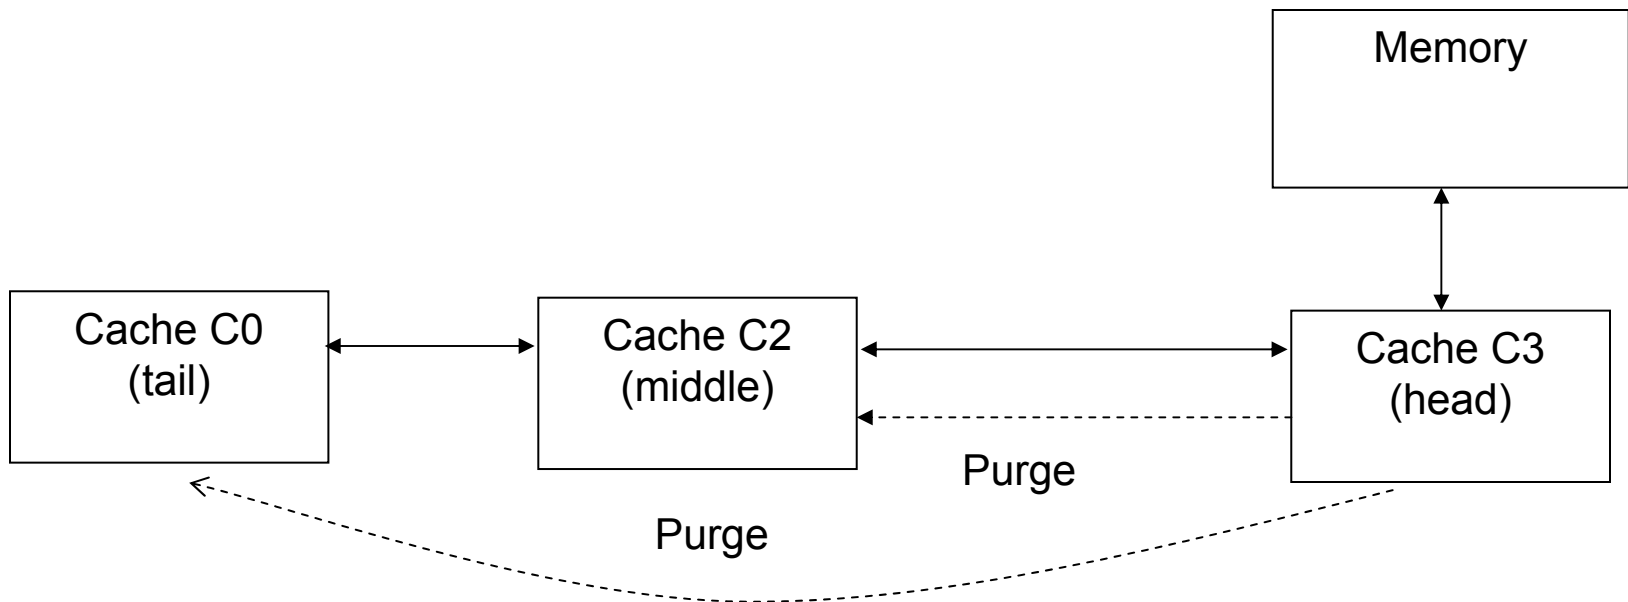 Memory
Cache C0
(tail)
Cache C2
(middle)
Cache C3
(head)
Purge
Purge